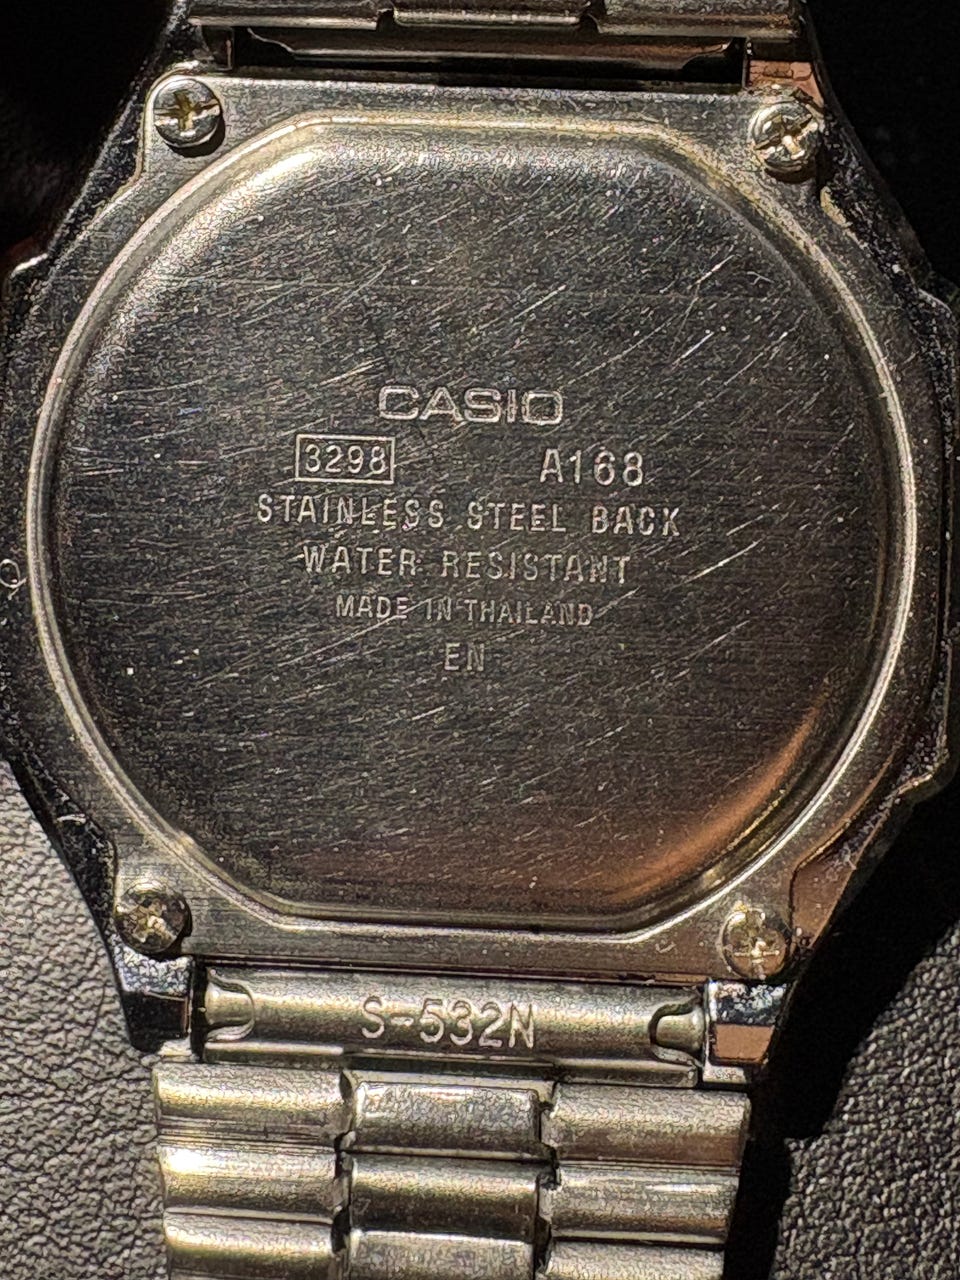 CASIO
3298 A168
STAINLESS STEEL BACK
WATER RESISTANT
MADE IN THAILAND
EN
S-532N